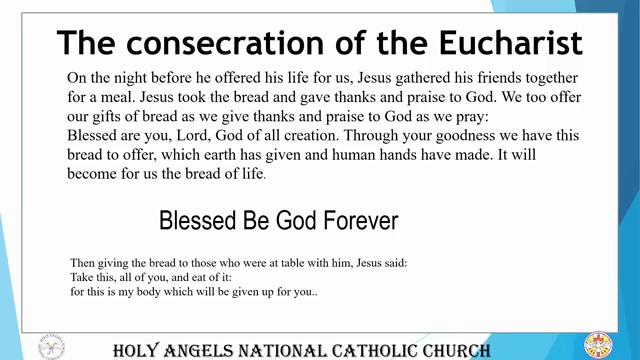 The consecration of the Eucharist
On the night before he offered his life for us, Jesus gathered his friends together
for a meal. Jesus took the bread and gave thanks and praise to God. We too offer
our gifts of bread as we give thanks and praise to God as we pray:
Blessed are you, Lord, God of all creation. Through your goodness we have this
bread to offer, which earth has given and human hands have made. It will
become for us the bread of life.
Blessed Be God Forever
Then giving the bread to those who were at table with him, Jesus said:
Take this, all of you, and eat of it:
for this is my body which will be given up for you..
HOLY ANGELS NATIONAL CATHOLIC CHURCH